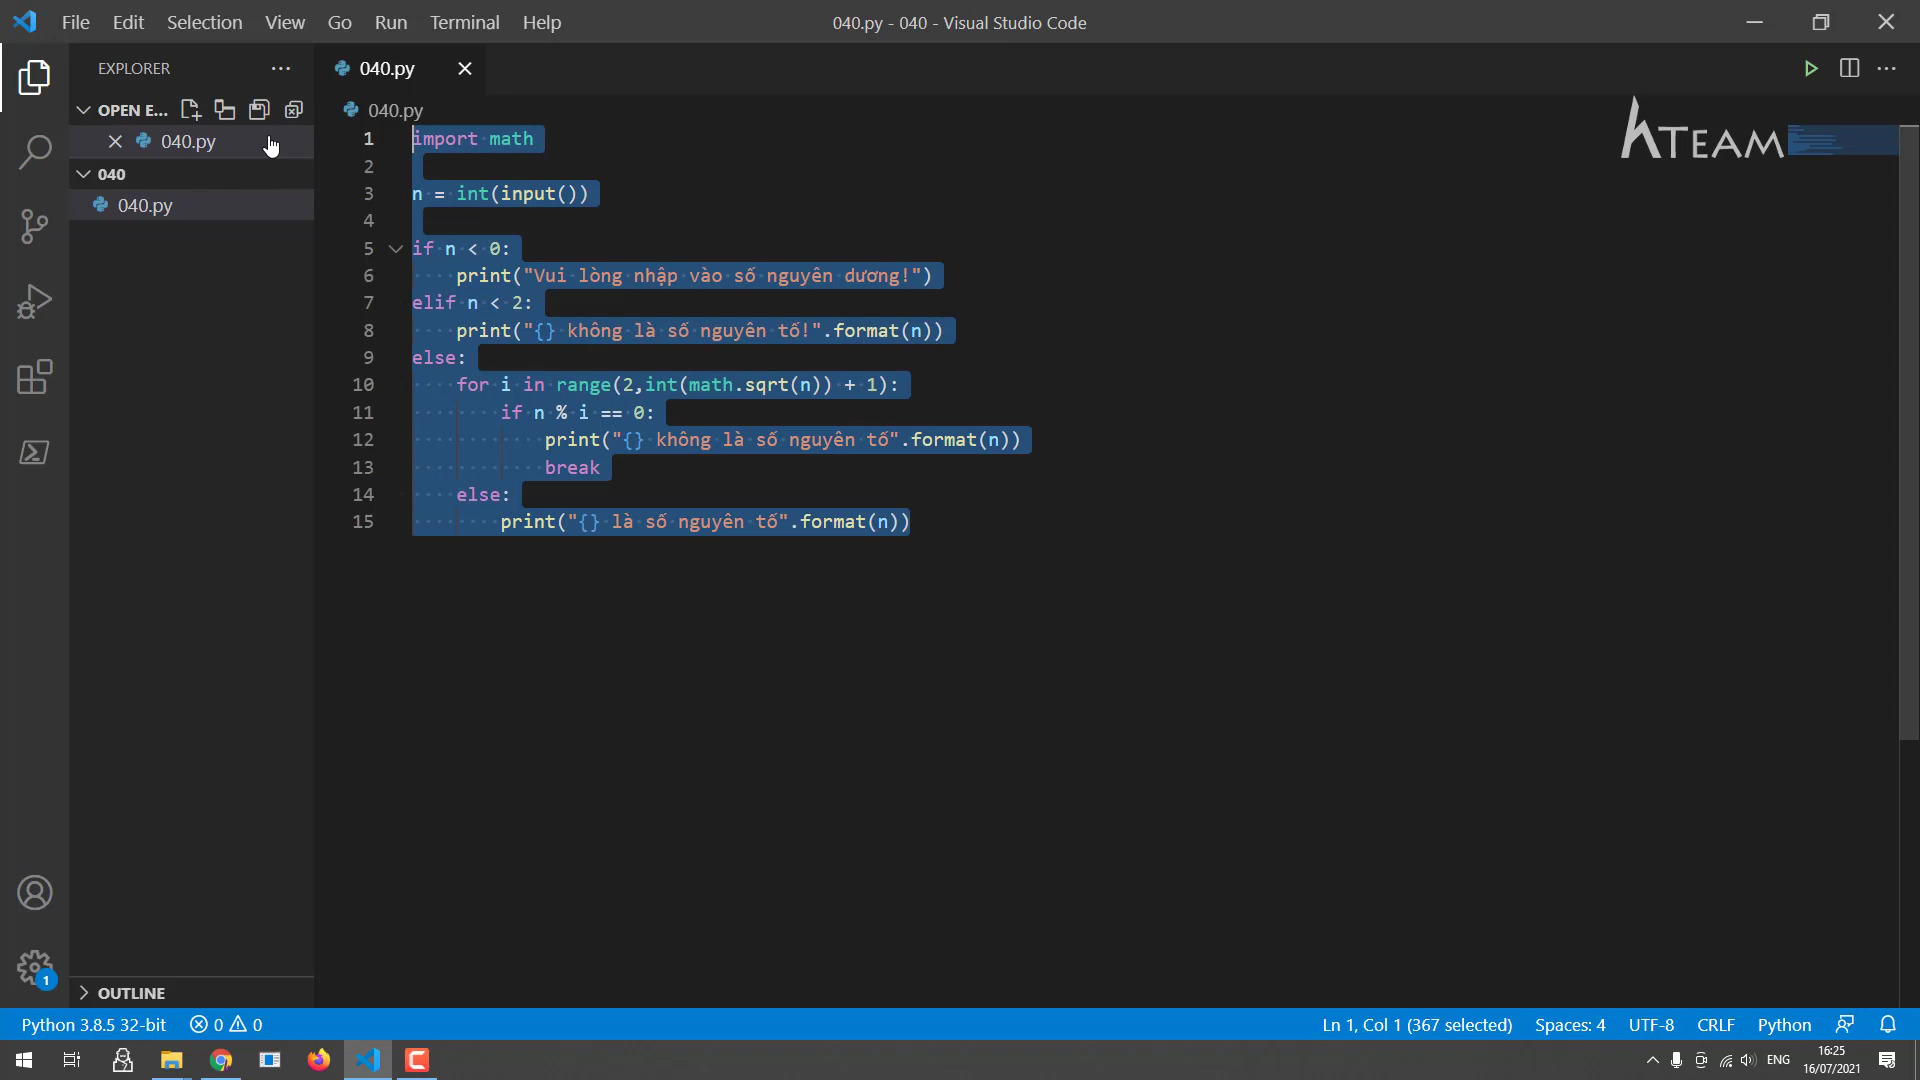 File Edit Selection View Go Run Terminal Help
040.py - 040 - Visual Studio Code
EXPLORER
040.py
OPEN E...
040.py
040.py
040
040.py
1 import math
2
3 n = int(input())
4
5 if n < 0:
6 print("Vui lòng nhập vào số nguyên dương!")
7 elif n < 2:
8 print("{} không là số nguyên tố!".format(n))
9 else:
10 for i in range(2,int(math.sqrt(n)) + 1):
11 if n % i == 0:
12 print("{} không là số nguyên tố".format(n))
13 break
14 else:
15 print("{} là số nguyên tố".format(n))
hTEAM
1
OUTLINE
Python 3.8.5 32-bit 0 0
Ln 1, Col 1 (367 selected) Spaces: 4 UTF-8 CRLF Python
ENG
16:25
16/07/2021